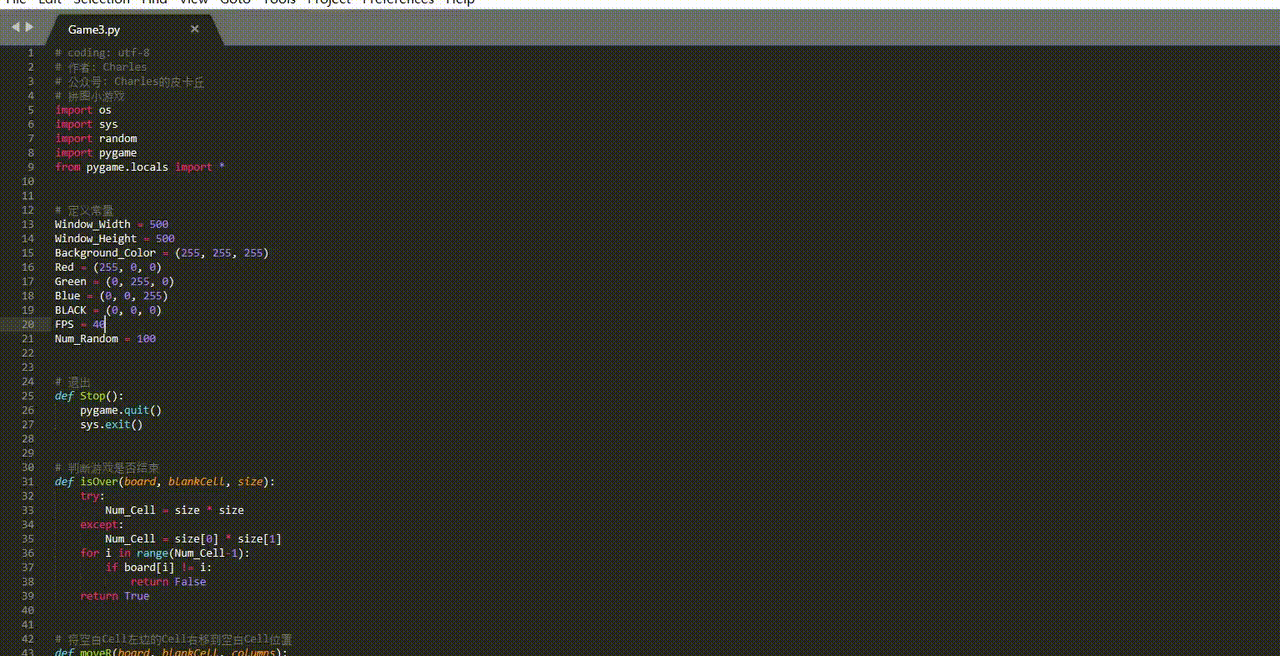 File Edit Selection Find View Goto Tools Project Preferences Help
Game3.py ×
1 # coding: utf-8
2 # 作者: Charles
3 # 公众号: Charles的皮卡丘
4 # 拼图小游戏
5 import os
6 import sys
7 import random
8 import pygame
9 from pygame.locals import *
10
11
12 # 定义常量
13 Window_Width = 500
14 Window_Height = 500
15 Background_Color = (255, 255, 255)
16 Red = (255, 0, 0)
17 Green = (0, 255, 0)
18 Blue = (0, 0, 255)
19 BLACK = (0, 0, 0)
20 FPS = 40
21 Num_Random = 100
22
23
24 # 退出
25 def Stop():
26 pygame.quit()
27 sys.exit()
28
29
30 # 判断游戏是否结束
31 def isOver(board, blankCell, size):
32 try:
33 Num_Cell = size * size
34 except:
35 Num_Cell = size[0] * size[1]
36 for i in range(Num_Cell-1):
37 if board[i] != i:
38 return False
39 return True
40
41
42 # 将空白Cell左边的Cell右移到空白Cell位置
43 def moveR(board, blankCell, columns):